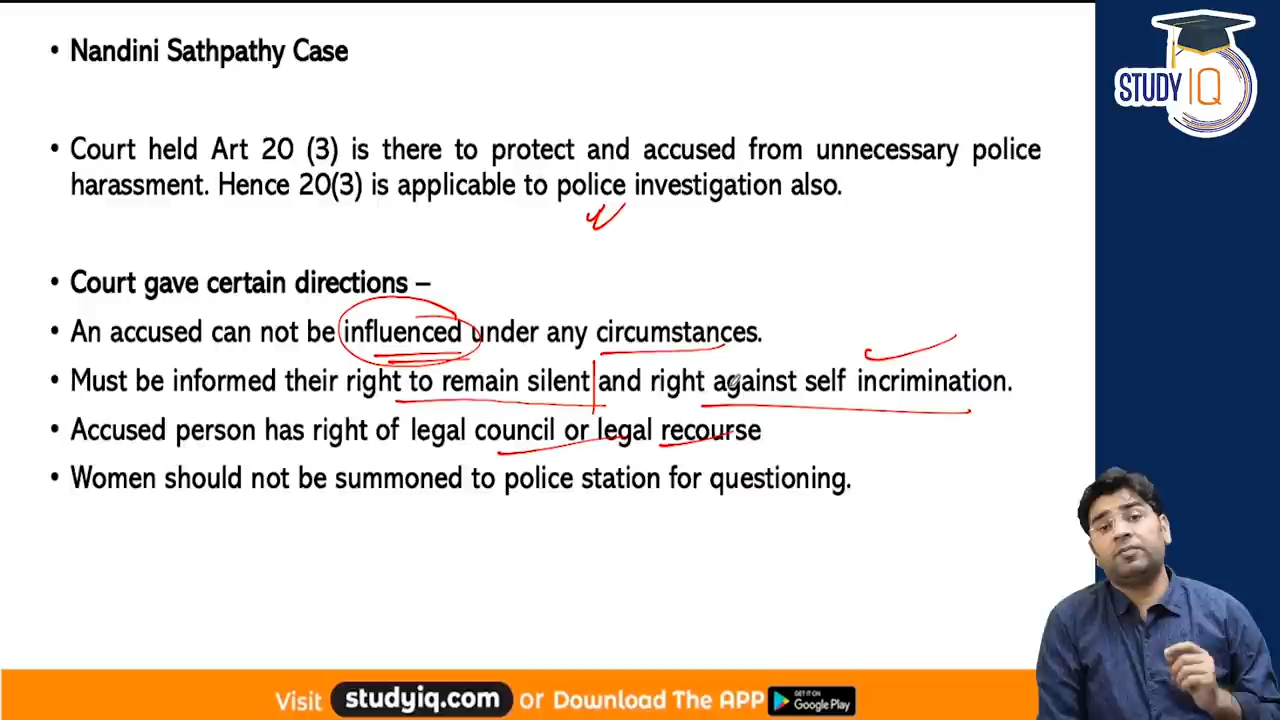 • Nandini Sathpathy Case
STUDY IQ
• Court held Art 20 (3) is there to protect and accused from unnecessary police
harassment. Hence 20(3) is applicable to police investigation also.
• Court gave certain directions –
• An accused can not be influenced under any circumstances.
• Must be informed their right to remain silent and right against self incrimination.
• Accused person has right of legal council or legal recourse
• Women should not be summoned to police station for questioning.
Visit studyiq.com or Download The APP GET IT ON Google Play